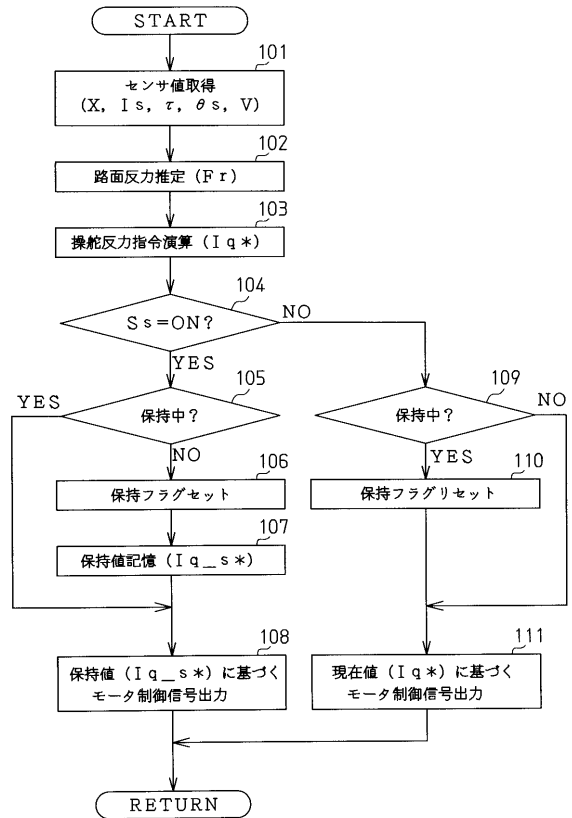 START
101
センサ値取得
(X, Is, τ, θs, V)
102
路面反力推定 (Fr)
103
操舵反力指令演算 (Iq*)
104
Ss=ON?
NO
YES
105
保持中?
YES
NO
109
保持中?
NO
YES
106
保持フラグセット
110
保持フラグリセット
107
保持値記憶 (Iq_s*)
108
保持値 (Iq_s*) に基づく
モータ制御信号出力
111
現在値 (Iq*) に基づく
モータ制御信号出力
RETURN